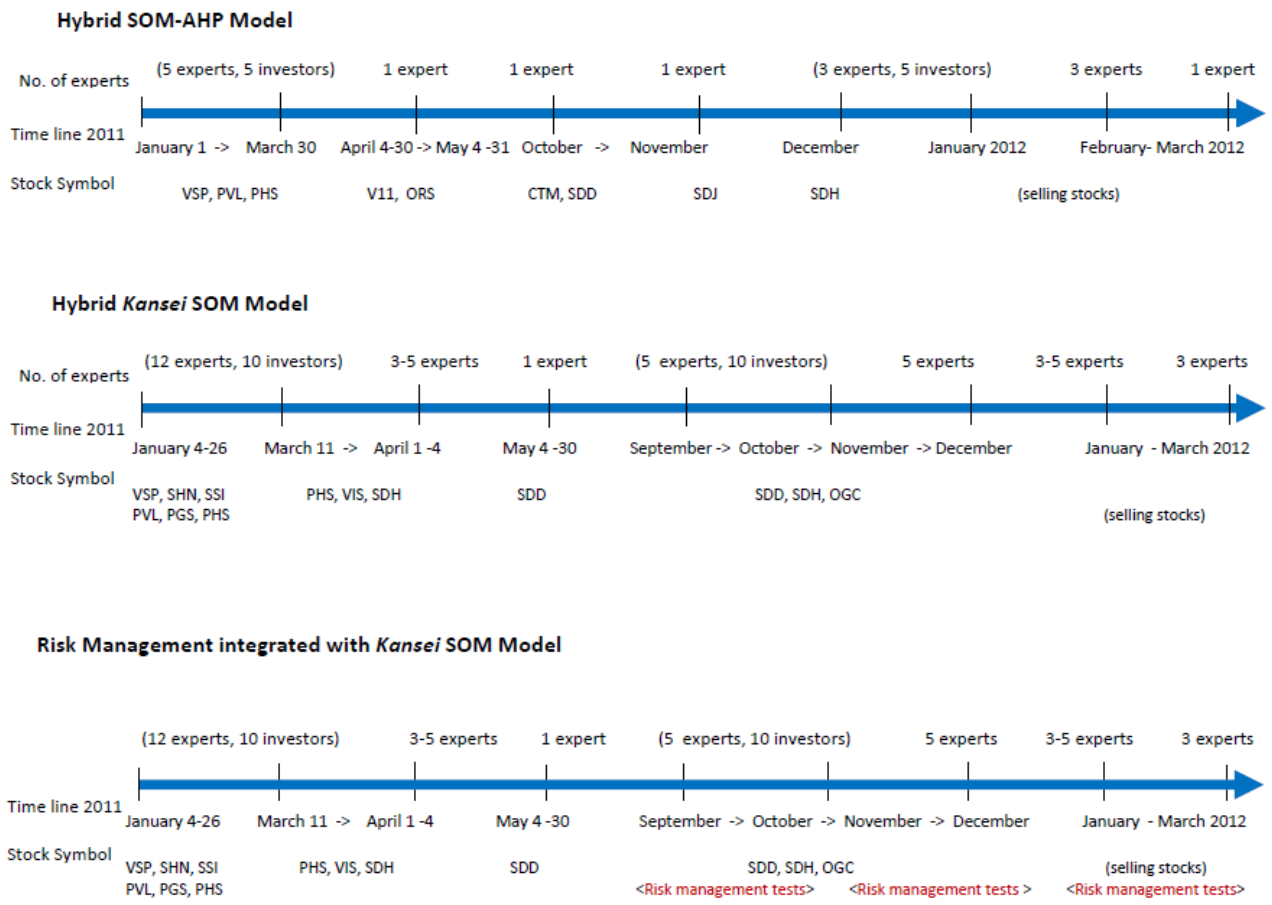 Hybrid SOM-AHP Model
No. of experts (5 experts, 5 investors) 1 expert 1 expert 1 expert (3 experts, 5 investors) 3 experts 1 expert
Time line 2011 January 1 -> March 30 April 4-30 -> May 4 -31 October -> November December January 2012 February- March 2012
Stock Symbol VSP, PVL, PHS V11, ORS CTM, SDD SDJ SDH (selling stocks)
Hybrid Kansei SOM Model
No. of experts (12 experts, 10 investors) 3-5 experts 1 expert (5 experts, 10 investors) 5 experts 3-5 experts 3 experts
Time line 2011 January 4-26 March 11 -> April 1 -4 May 4 -30 September -> October -> November -> December January - March 2012
Stock Symbol VSP, SHN, SSI PHS, VIS, SDH SDD SDD, SDH, OGC
PVL, PGS, PHS (selling stocks)
Risk Management integrated with Kansei SOM Model
(12 experts, 10 investors) 3-5 experts 1 expert (5 experts, 10 investors) 5 experts 3-5 experts 3 experts
Time line 2011 January 4-26 March 11 -> April 1 -4 May 4 -30 September -> October -> November -> December January - March 2012
Stock Symbol VSP, SHN, SSI PHS, VIS, SDH SDD SDD, SDH, OGC (selling stocks)
PVL, PGS, PHS <Risk management tests> <Risk management tests > <Risk management tests>